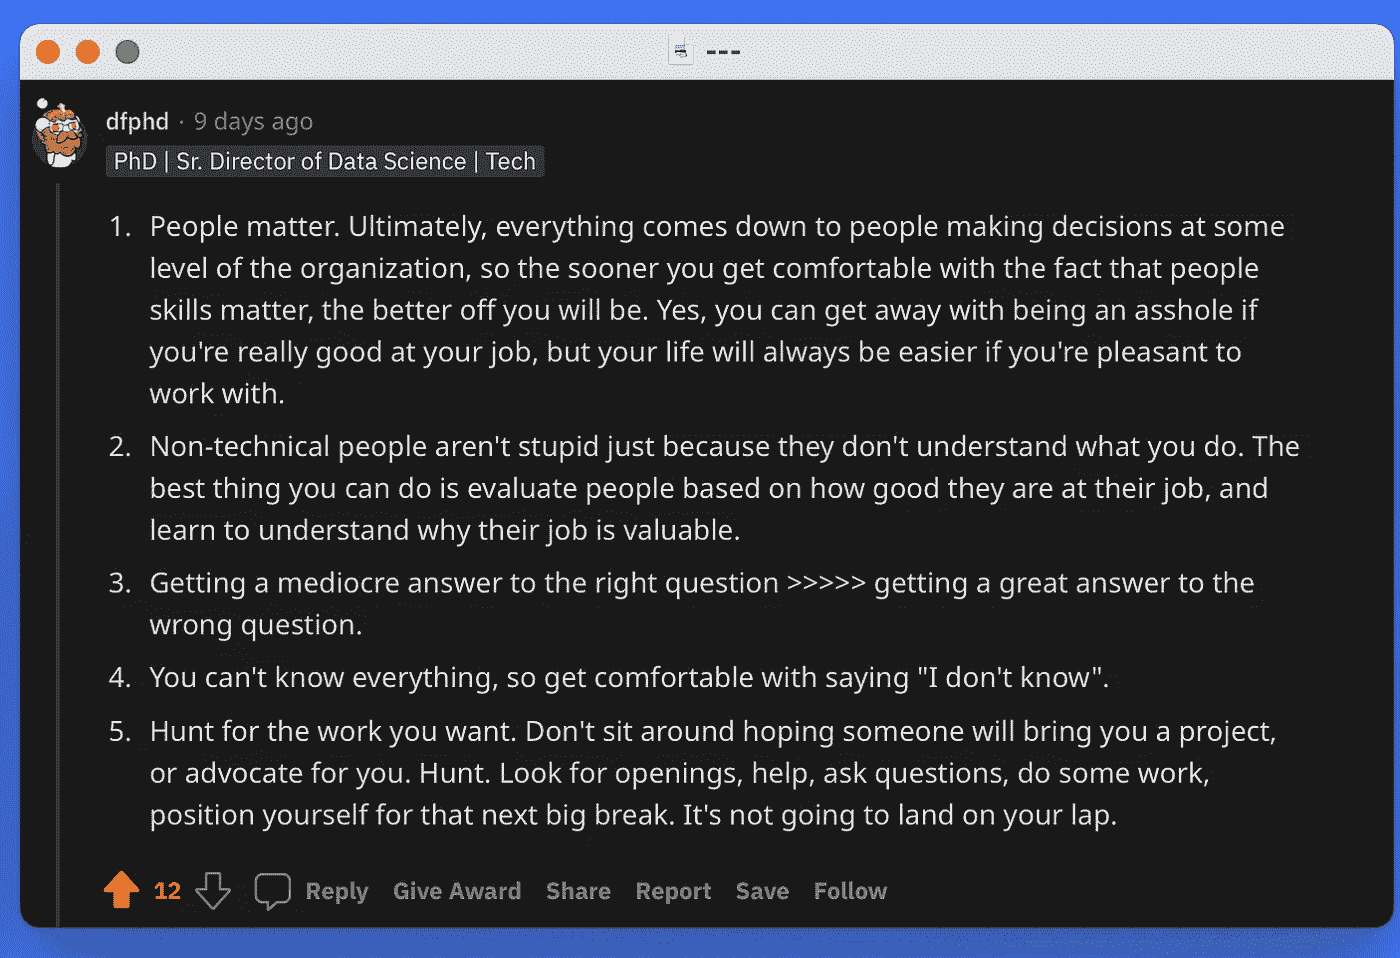 ---
dfphd · 9 days ago
PhD | Sr. Director of Data Science | Tech
1. People matter. Ultimately, everything comes down to people making decisions at some
level of the organization, so the sooner you get comfortable with the fact that people
skills matter, the better off you will be. Yes, you can get away with being an asshole if
you're really good at your job, but your life will always be easier if you're pleasant to
work with.
2. Non-technical people aren't stupid just because they don't understand what you do. The
best thing you can do is evaluate people based on how good they are at their job, and
learn to understand why their job is valuable.
3. Getting a mediocre answer to the right question >>>>> getting a great answer to the
wrong question.
4. You can't know everything, so get comfortable with saying "I don't know".
5. Hunt for the work you want. Don't sit around hoping someone will bring you a project,
or advocate for you. Hunt. Look for openings, help, ask questions, do some work,
position yourself for that next big break. It's not going to land on your lap.
12 Reply Give Award Share Report Save Follow